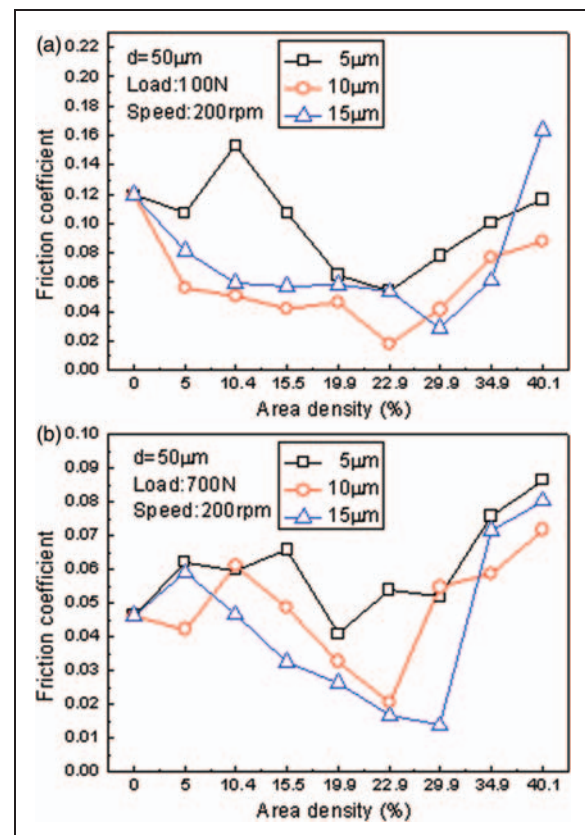 (a)
d=50μm
Load:100N
Speed:200rpm
5μm
10μm
15μm
Friction coefficient
0.22
0.20
0.18
0.16
0.14
0.12
0.10
0.08
0.06
0.04
0.02
0.00
0 5 10.4 15.5 19.9 22.9 29.9 34.9 40.1
Area density (%)
(b)
d=50μm
Load:700N
Speed:200rpm
5μm
10μm
15μm
Friction coefficient
0.10
0.09
0.08
0.07
0.06
0.05
0.04
0.03
0.02
0.01
0.00
0 5 10.4 15.5 19.9 22.9 29.9 34.9 40.1
Area density (%)